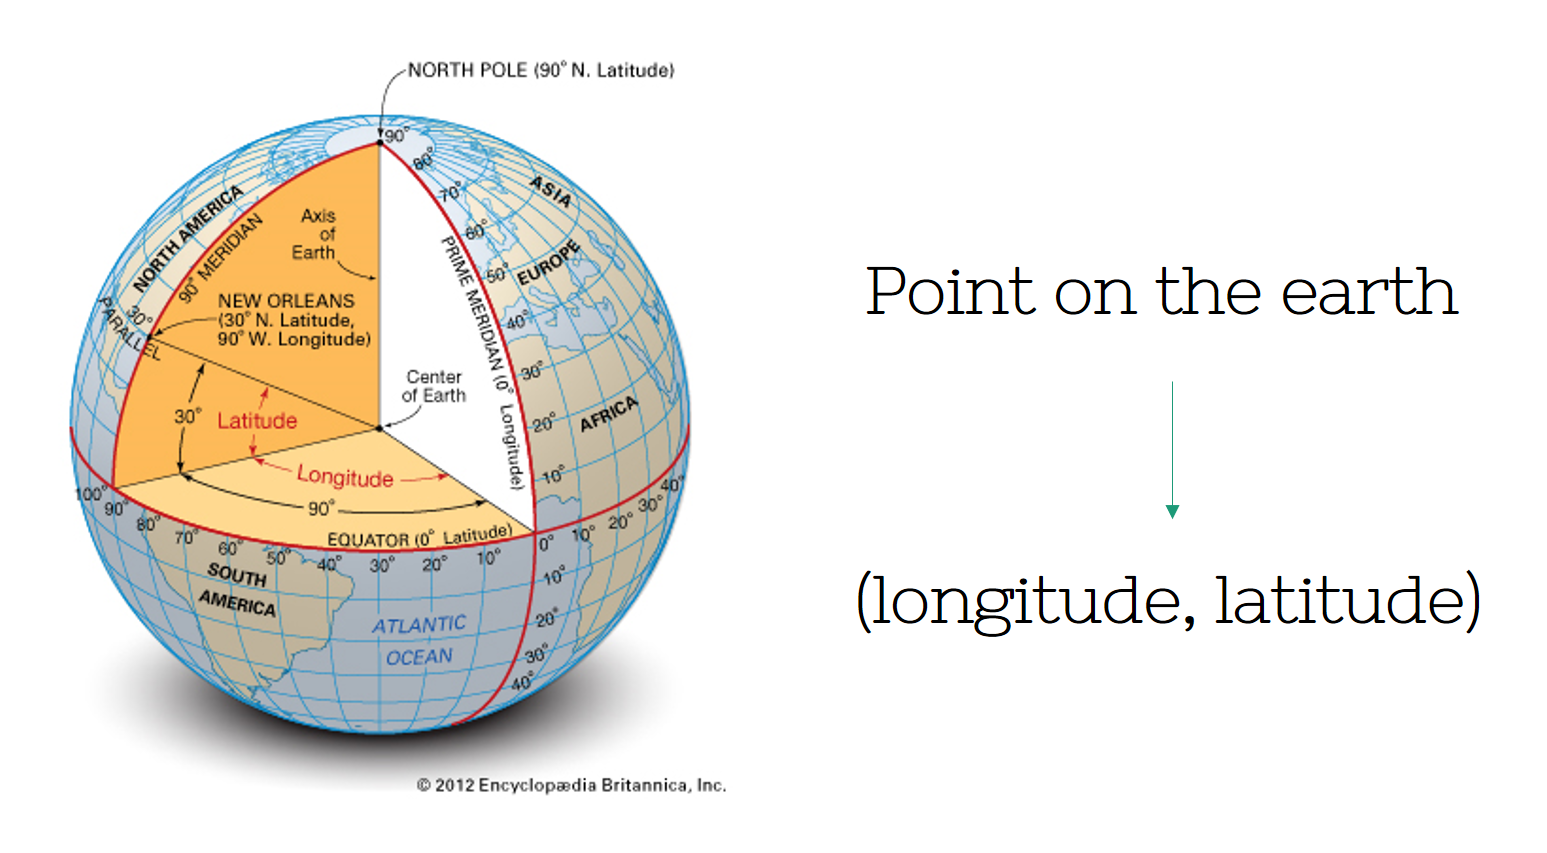 NORTH POLE (90° N. Latitude)
90°
80°
70°
60°
50°
40°
30°
20°
10°
ASIA
EUROPE
AFRICA
NORTH AMERICA
90° MERIDIAN
Axis
of
Earth
PRIME MERIDIAN (0° Longitude)
NEW ORLEANS
(30° N. Latitude,
90° W. Longitude)
30°
PARALLEL
Center
of Earth
30°
Latitude
Longitude
90°
EQUATOR (0° Latitude)
100°
90°
80°
70°
60°
50°
40°
30°
20°
10°
0°
10°
20°
30°
40°
10°
20°
30°
40°
SOUTH
AMERICA
ATLANTIC
OCEAN
© 2012 Encyclopædia Britannica, Inc.
Point on the earth
(longitude, latitude)